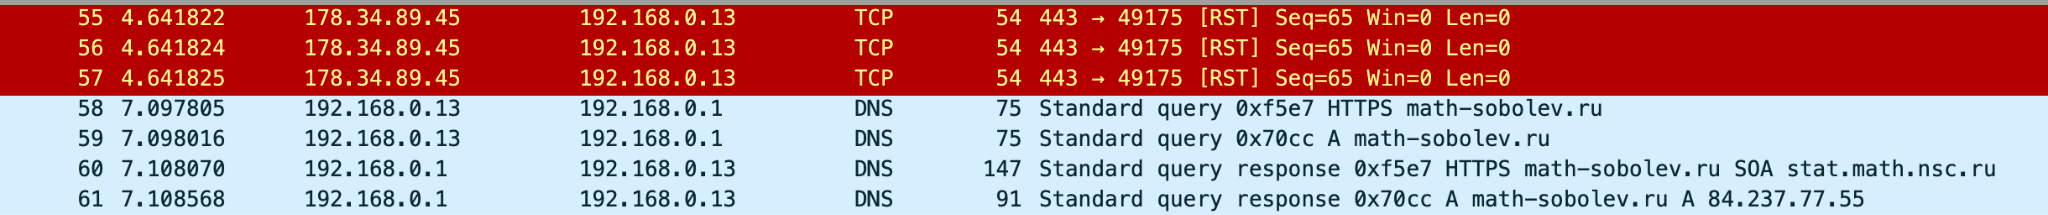 55 4.641822 178.34.89.45 192.168.0.13 TCP 54 443 → 49175 [RST] Seq=65 Win=0 Len=0
56 4.641824 178.34.89.45 192.168.0.13 TCP 54 443 → 49175 [RST] Seq=65 Win=0 Len=0
57 4.641825 178.34.89.45 192.168.0.13 TCP 54 443 → 49175 [RST] Seq=65 Win=0 Len=0
58 7.097805 192.168.0.13 192.168.0.1 DNS 75 Standard query 0xf5e7 HTTPS math-sobolev.ru
59 7.098016 192.168.0.13 192.168.0.1 DNS 75 Standard query 0x70cc A math-sobolev.ru
60 7.108070 192.168.0.1 192.168.0.13 DNS 147 Standard query response 0xf5e7 HTTPS math-sobolev.ru SOA stat.math.nsc.ru
61 7.108568 192.168.0.1 192.168.0.13 DNS 91 Standard query response 0x70cc A math-sobolev.ru A 84.237.77.55